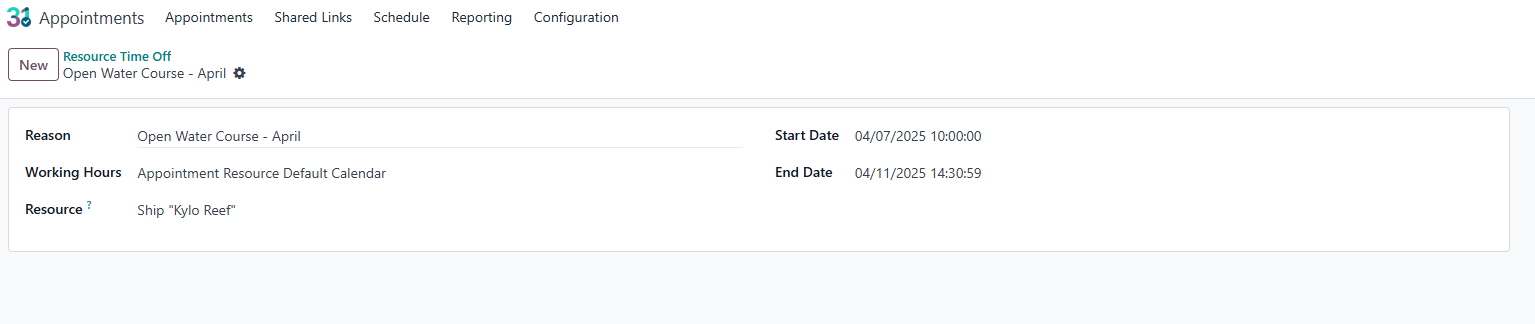 31 Appointments Appointments Shared Links Schedule Reporting Configuration
New
Resource Time Off
Open Water Course - April
Reason Open Water Course - April Start Date 04/07/2025 10:00:00
Working Hours Appointment Resource Default Calendar End Date 04/11/2025 14:30:59
Resource ? Ship "Kylo Reef"